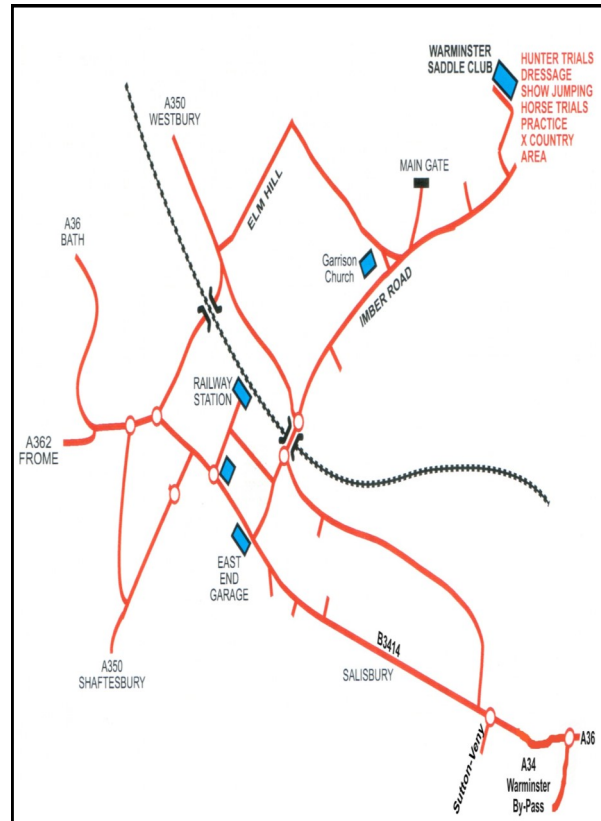 WARMINSTER
SADDLE CLUB
HUNTER TRIALS
DRESSAGE
SHOW JUMPING
HORSE TRIALS
PRACTICE
X COUNTRY
AREA
A350
WESTBURY
ELM HILL
MAIN GATE
A36
BATH
Garrison
Church
IMBER ROAD
RAILWAY
STATION
A362
FROME
EAST
END
GARAGE
A350
SHAFTESBURY
B3414
SALISBURY
Sutton-Veny
A36
A34
Warminster
By-Pass